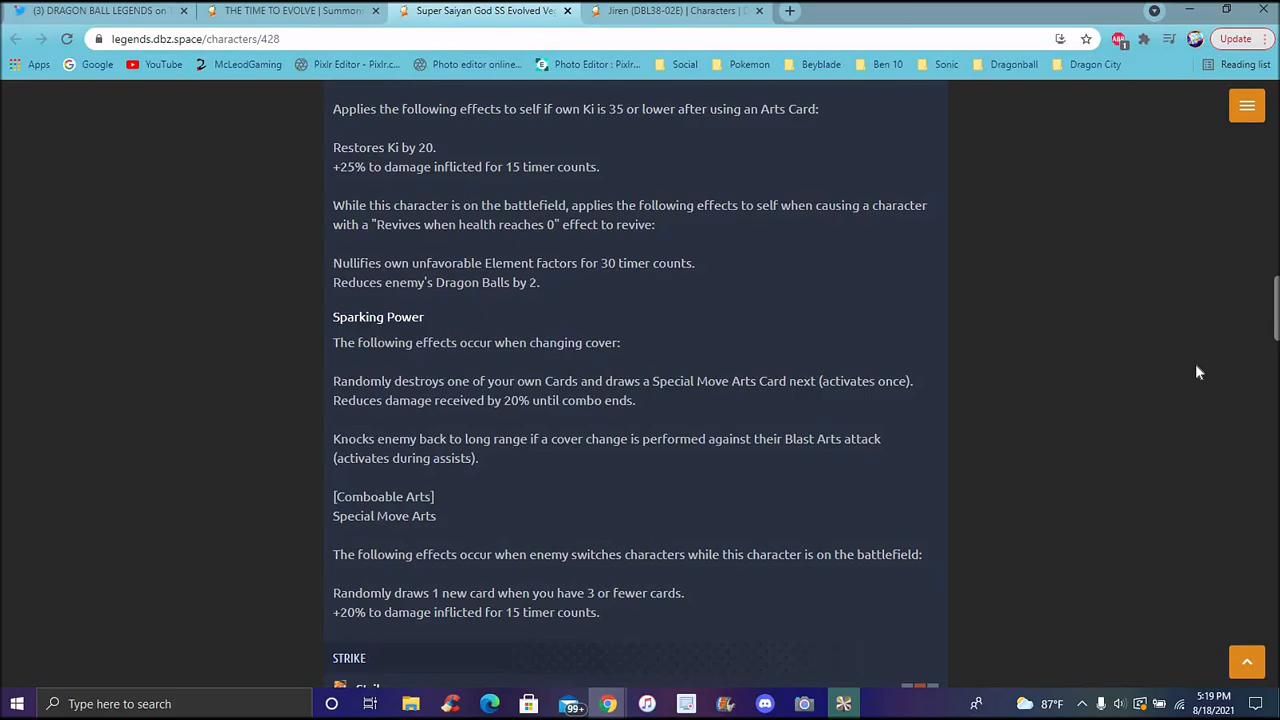 (3) DRAGON BALL LEGENDS on T
THE TIME TO EVOLVE | Summons
Super Saiyan God SS Evolved Ve
Jiren (DBL38-02E) | Characters | D
legends.dbz.space/characters/428
Update
Apps
Google
YouTube
McLeodGaming
Pixlr Editor - Pixlr.c...
Photo editor online...
Photo Editor : Pixlr...
Social
Pokemon
Beyblade
Ben 10
Sonic
Dragonball
Dragon City
Reading list
Applies the following effects to self if own Ki is 35 or lower after using an Arts Card:
Restores Ki by 20.
+25% to damage inflicted for 15 timer counts.
While this character is on the battlefield, applies the following effects to self when causing a character
with a "Revives when health reaches 0" effect to revive:
Nullifies own unfavorable Element factors for 30 timer counts.
Reduces enemy's Dragon Balls by 2.
Sparking Power
The following effects occur when changing cover:
Randomly destroys one of your own Cards and draws a Special Move Arts Card next (activates once).
Reduces damage received by 20% until combo ends.
Knocks enemy back to long range if a cover change is performed against their Blast Arts attack
(activates during assists).
[Comboable Arts]
Special Move Arts
The following effects occur when enemy switches characters while this character is on the battlefield:
Randomly draws 1 new card when you have 3 or fewer cards.
+20% to damage inflicted for 15 timer counts.
STRIKE
Type here to search
99+
87°F
5:19 PM
8/18/2021